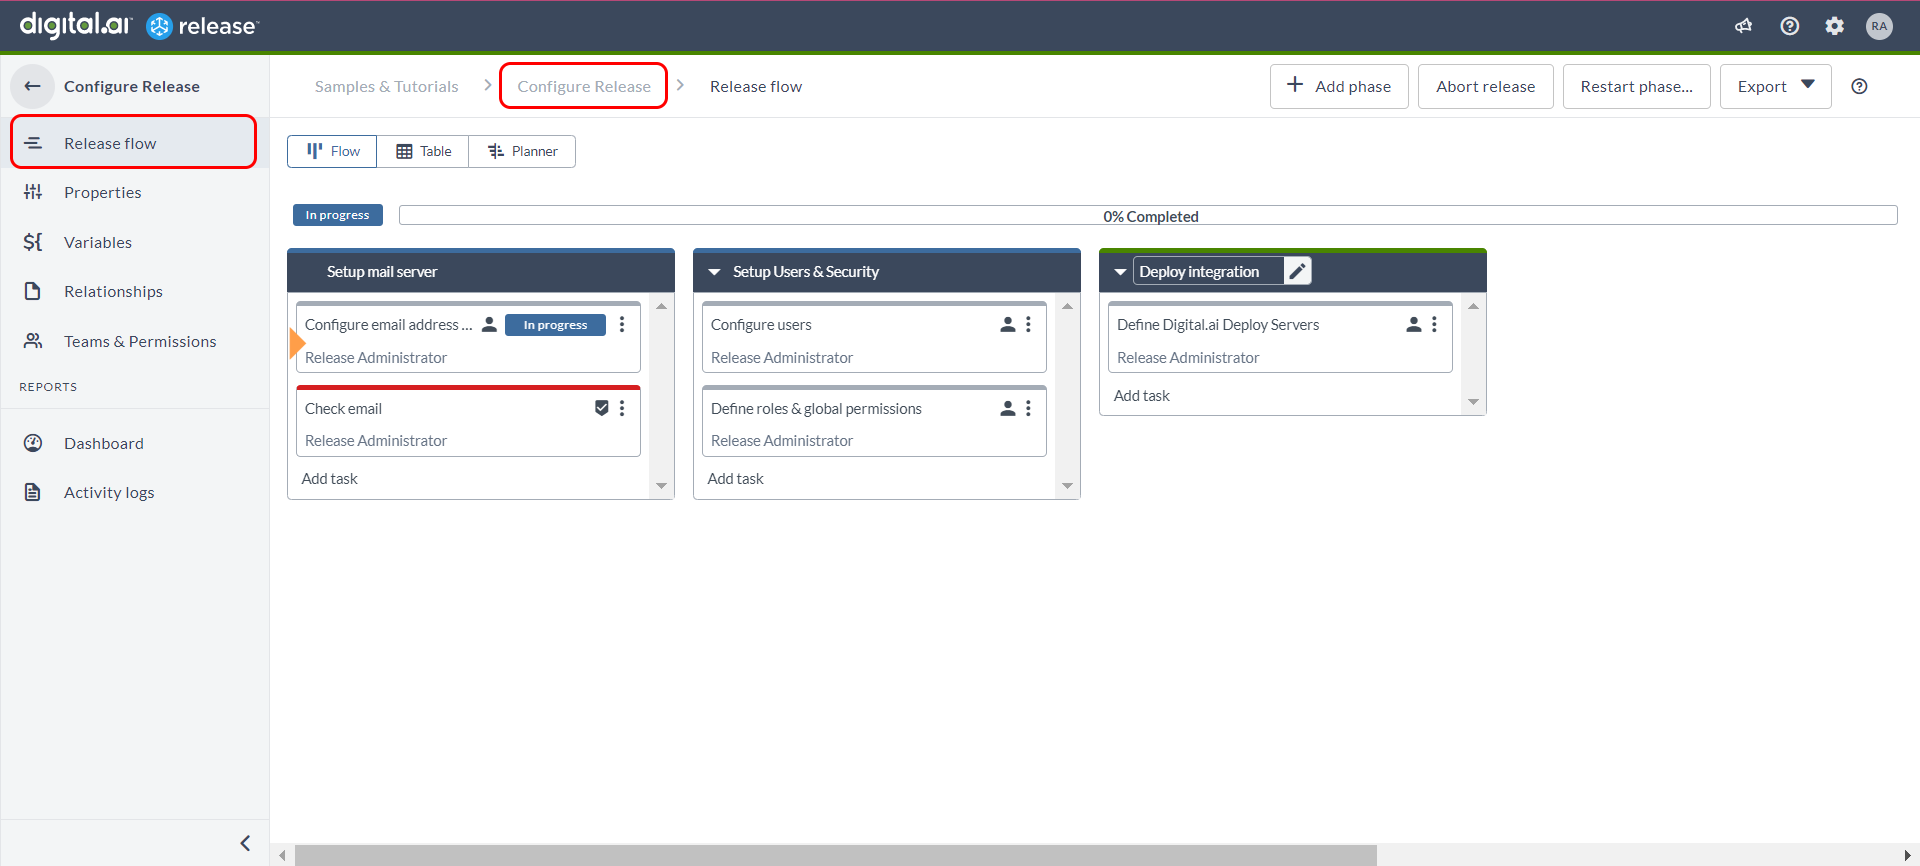 digital.ai release
RA
Configure Release
Samples & Tutorials
Configure Release
Release flow
Add phase
Abort release
Restart phase...
Export
Release flow
Properties
Variables
Relationships
Teams & Permissions
REPORTS
Dashboard
Activity logs
Flow
Table
Planner
In progress
0% Completed
Setup mail server
Configure email address ...
In progress
Release Administrator
Check email
Release Administrator
Add task
Setup Users & Security
Configure users
Release Administrator
Define roles & global permissions
Release Administrator
Add task
Deploy integration
Define Digital.ai Deploy Servers
Release Administrator
Add task